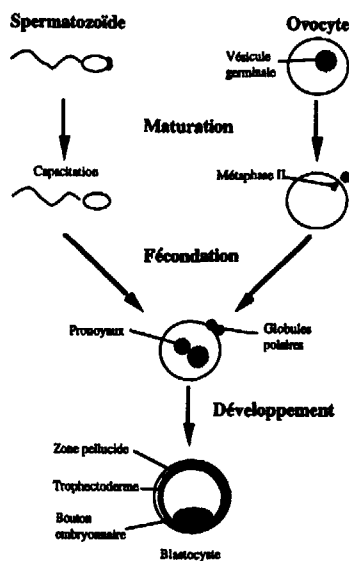 Spermatozoïde
Ovocyte
Vésicule
germinale
Maturation
Capacitation
Métaphase II
Fécondation
Pronoyaux
Globules
polaires
Développement
Zone pellucide
Trophectoderme
Bouton
embryonnaire
Blastocyste